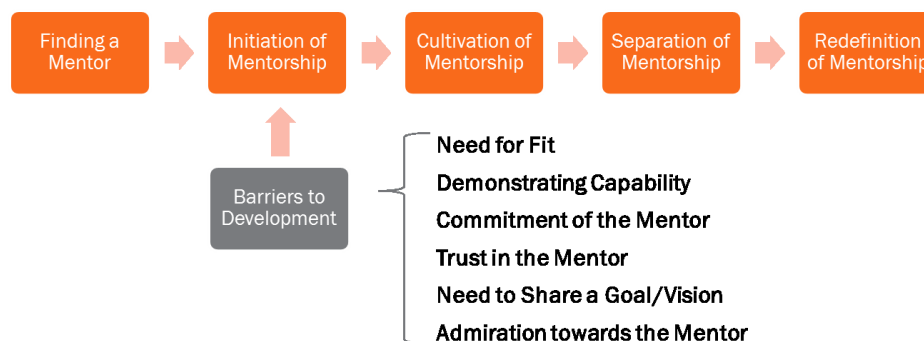 Finding a
Mentor
Initiation of
Mentorship
Cultivation of
Mentorship
Separation of
Mentorship
Redefinition
of Mentorship
Barriers to
Development
Need for Fit
Demonstrating Capability
Commitment of the Mentor
Trust in the Mentor
Need to Share a Goal/Vision
Admiration towards the Mentor